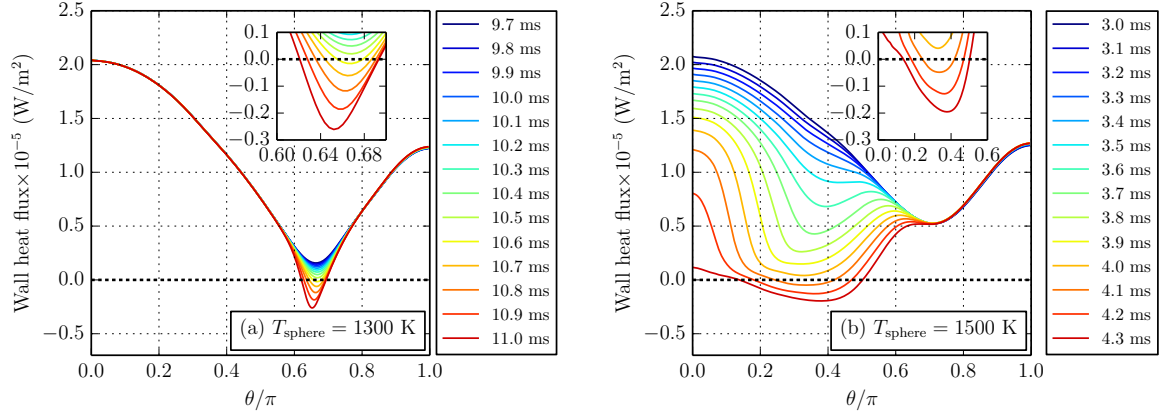 Wall heat flux×10⁻⁵ (W/m²)
2.5
2.0
1.5
1.0
0.5
0.0
−0.5
0.0 0.2 0.4 0.6 0.8 1.0
θ/π
0.1
0.0
−0.1
−0.2
−0.3
0.60 0.64 0.68
(a) T_sphere = 1300 K
9.7 ms
9.8 ms
9.9 ms
10.0 ms
10.1 ms
10.2 ms
10.3 ms
10.4 ms
10.5 ms
10.6 ms
10.7 ms
10.8 ms
10.9 ms
11.0 ms
Wall heat flux×10⁻⁵ (W/m²)
2.5
2.0
1.5
1.0
0.5
0.0
−0.5
0.0 0.2 0.4 0.6 0.8 1.0
θ/π
0.1
0.0
−0.1
−0.2
−0.3
0.0 0.2 0.4 0.6
(b) T_sphere = 1500 K
3.0 ms
3.1 ms
3.2 ms
3.3 ms
3.4 ms
3.5 ms
3.6 ms
3.7 ms
3.8 ms
3.9 ms
4.0 ms
4.1 ms
4.2 ms
4.3 ms